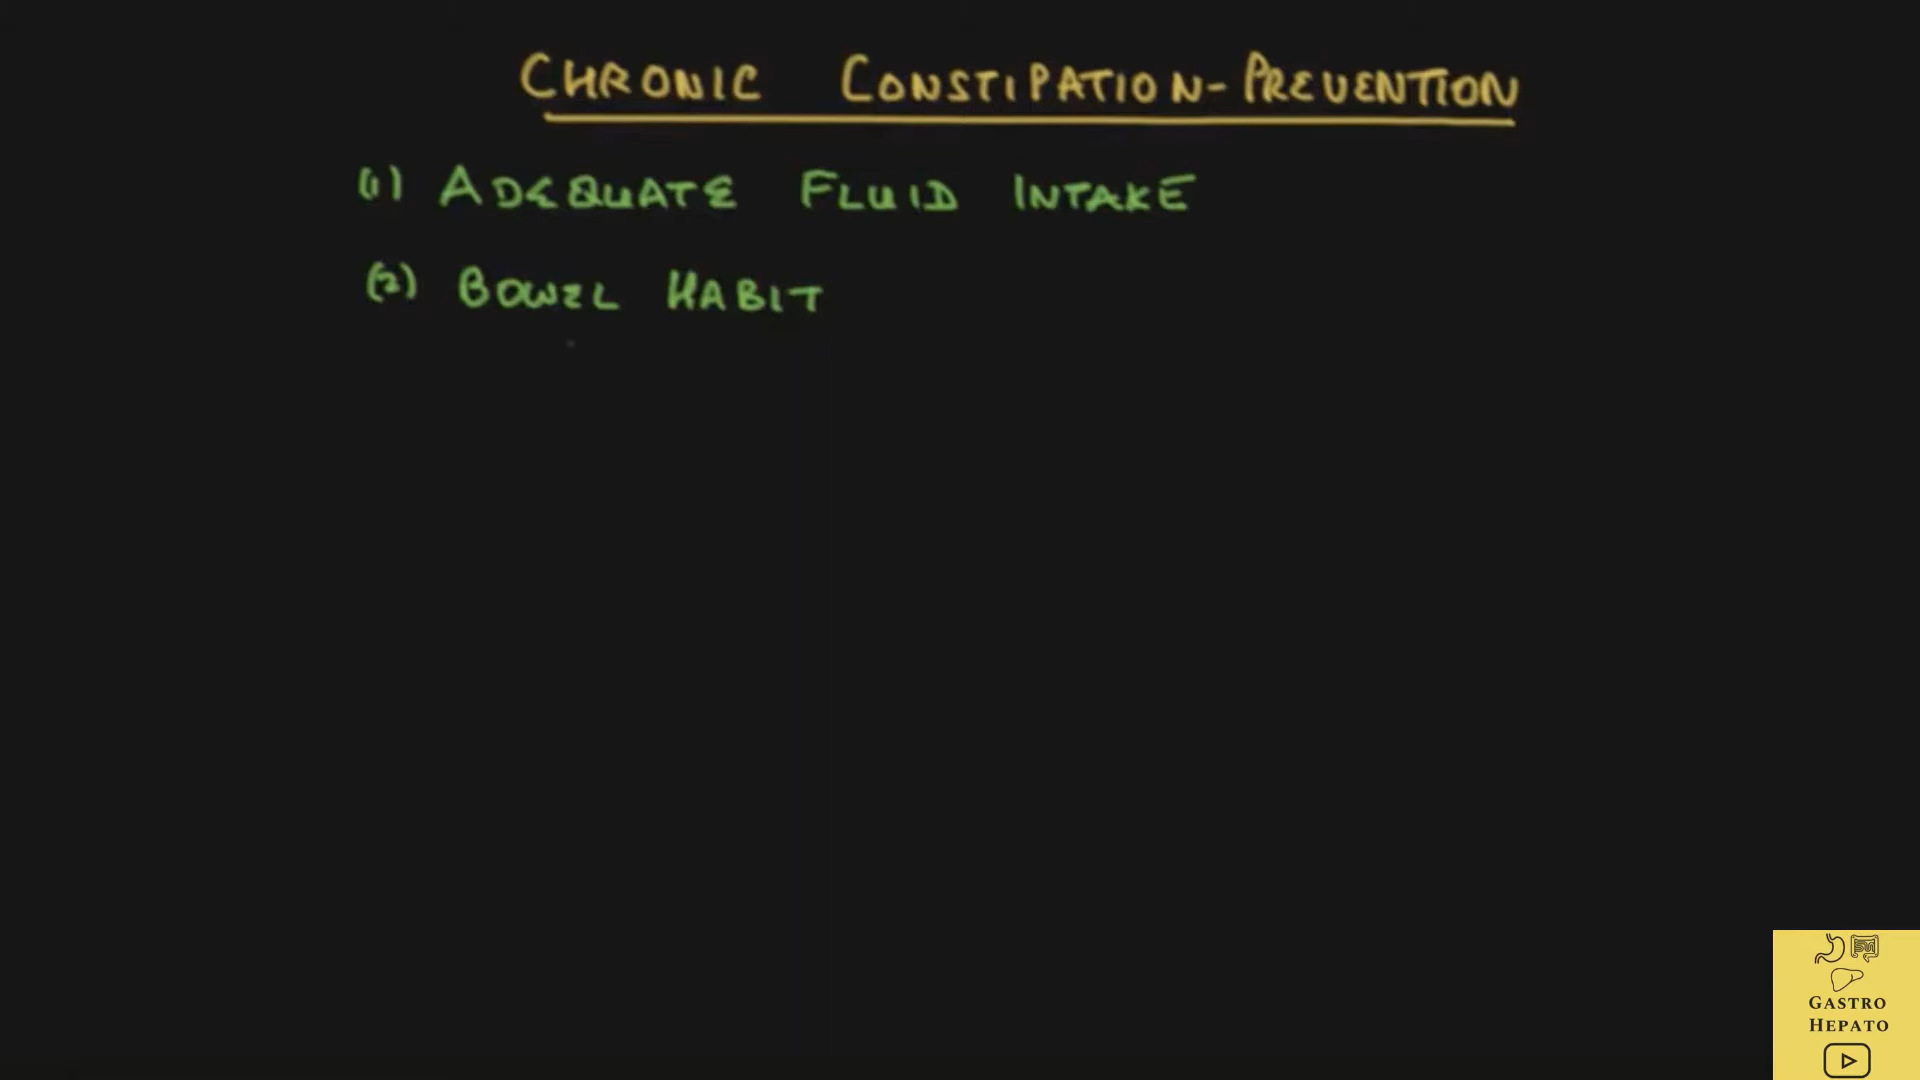 CHRONIC CONSTIPATION-PREVENTION
(1) ADEQUATE FLUID INTAKE
(2) BOWEL HABIT
GASTRO
HEPATO